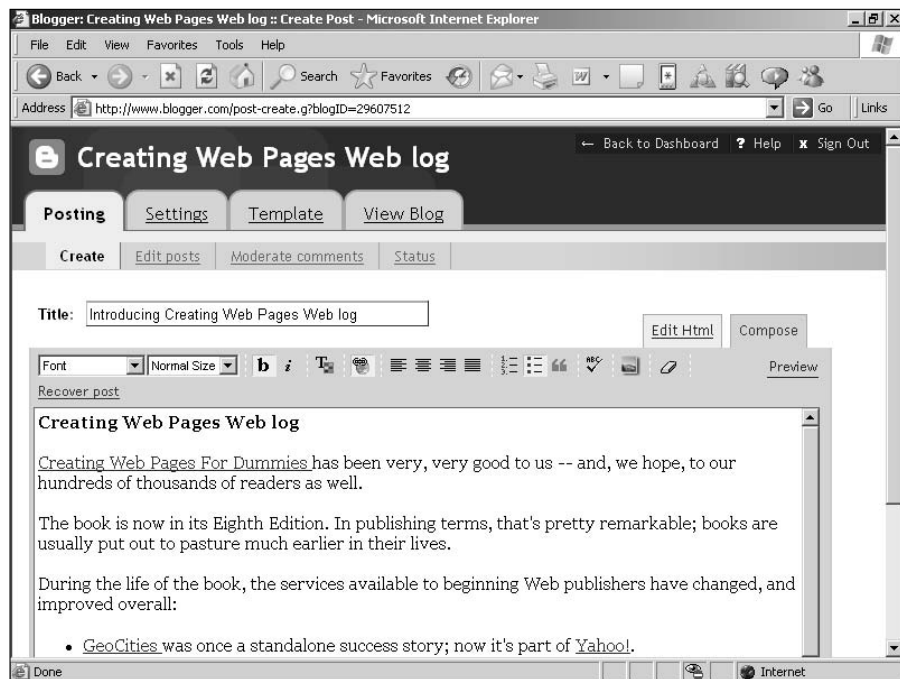 Blogger: Creating Web Pages Web log :: Create Post - Microsoft Internet Explorer
File Edit View Favorites Tools Help
Back Search Favorites
Address http://www.blogger.com/post-create.g?blogID=29607512 Go Links
Creating Web Pages Web log ← Back to Dashboard ? Help x Sign Out
Posting Settings Template View Blog
Create Edit posts Moderate comments Status
Title: Introducing Creating Web Pages Web log
Edit Html Compose
Font Normal Size b i ABC Preview
Recover post
Creating Web Pages Web log
Creating Web Pages For Dummies has been very, very good to us -- and, we hope, to our
hundreds of thousands of readers as well.
The book is now in its Eighth Edition. In publishing terms, that's pretty remarkable; books are
usually put out to pasture much earlier in their lives.
During the life of the book, the services available to beginning Web publishers have changed, and
improved overall:
• GeoCities was once a standalone success story; now it's part of Yahoo!.
Done Internet